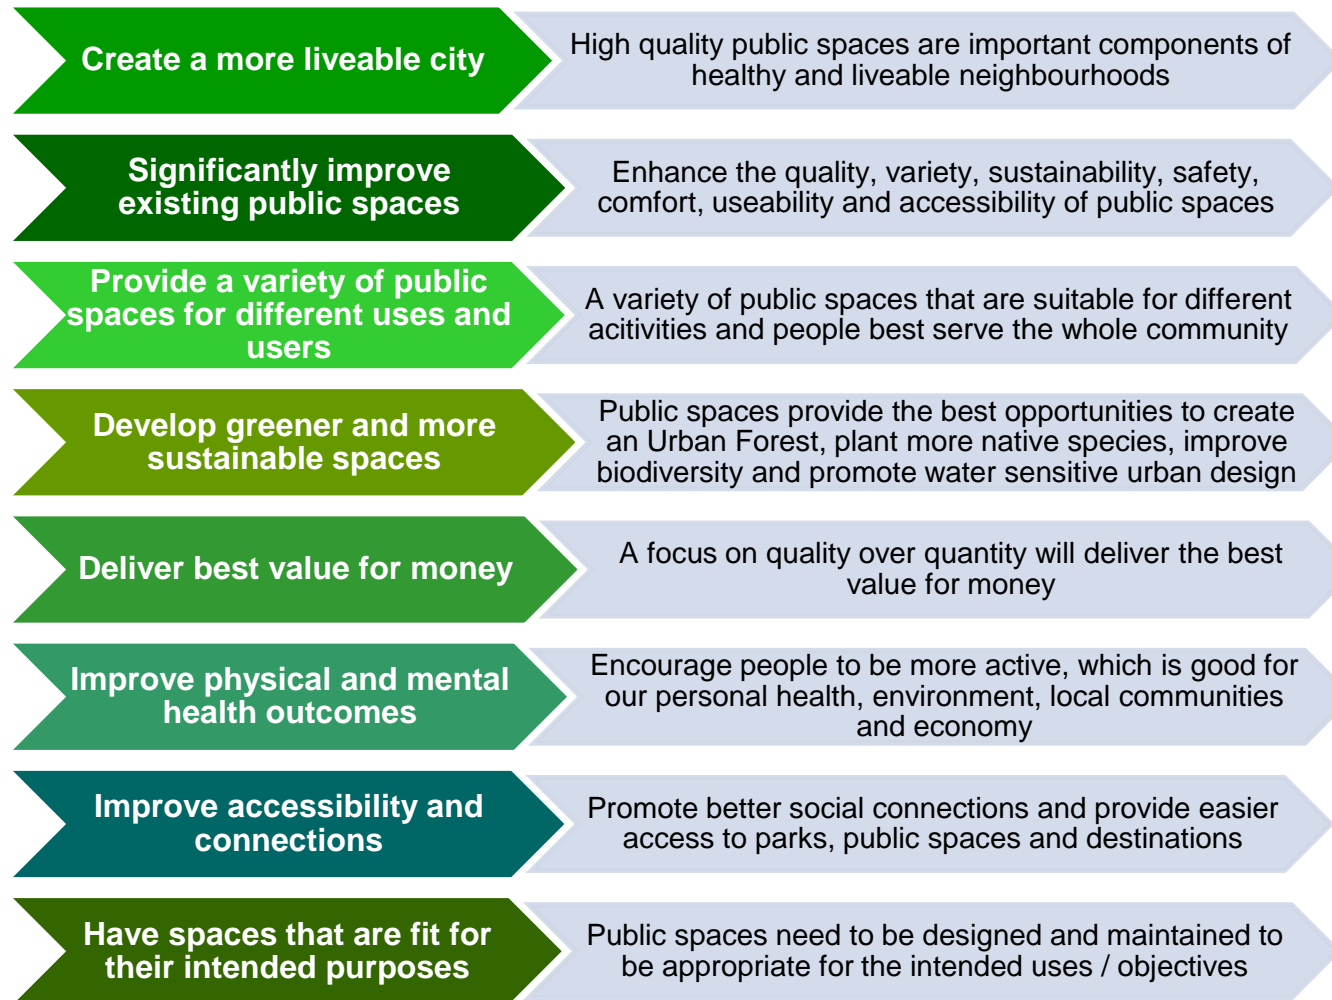 Create a more liveable city
High quality public spaces are important components of
healthy and liveable neighbourhoods
Significantly improve
existing public spaces
Enhance the quality, variety, sustainability, safety,
comfort, useability and accessibility of public spaces
Provide a variety of public
spaces for different uses and
users
A variety of public spaces that are suitable for different
acitivities and people best serve the whole community
Develop greener and more
sustainable spaces
Public spaces provide the best opportunities to create
an Urban Forest, plant more native species, improve
biodiversity and promote water sensitive urban design
Deliver best value for money
A focus on quality over quantity will deliver the best
value for money
Improve physical and mental
health outcomes
Encourage people to be more active, which is good for
our personal health, environment, local communities
and economy
Improve accessibility and
connections
Promote better social connections and provide easier
access to parks, public spaces and destinations
Have spaces that are fit for
their intended purposes
Public spaces need to be designed and maintained to
be appropriate for the intended uses / objectives